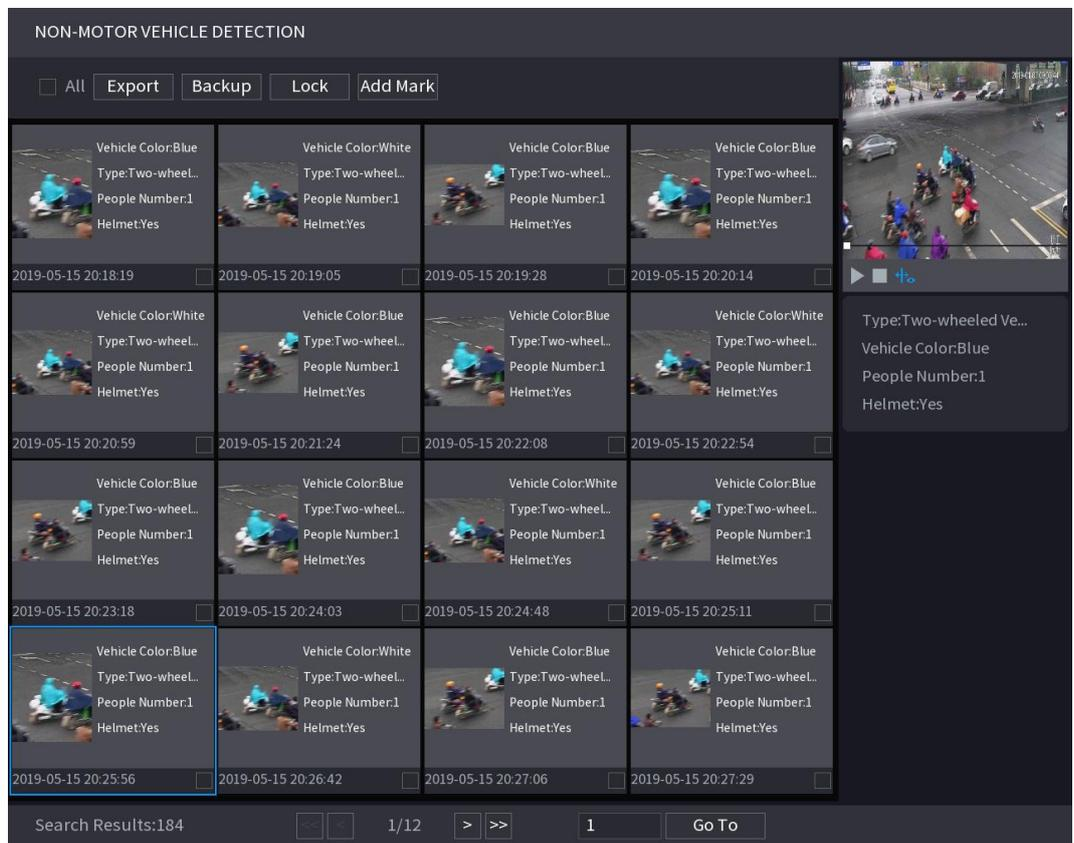 NON-MOTOR VEHICLE DETECTION
All Export Backup Lock Add Mark
Vehicle Color:Blue
Type:Two-wheel...
People Number:1
Helmet:Yes
2019-05-15 20:18:19
Vehicle Color:White
Type:Two-wheel...
People Number:1
Helmet:Yes
2019-05-15 20:19:05
Vehicle Color:Blue
Type:Two-wheel...
People Number:1
Helmet:Yes
2019-05-15 20:19:28
Vehicle Color:Blue
Type:Two-wheel...
People Number:1
Helmet:Yes
2019-05-15 20:20:14
Vehicle Color:White
Type:Two-wheel...
People Number:1
Helmet:Yes
2019-05-15 20:20:59
Vehicle Color:Blue
Type:Two-wheel...
People Number:1
Helmet:Yes
2019-05-15 20:21:24
Vehicle Color:Blue
Type:Two-wheel...
People Number:1
Helmet:Yes
2019-05-15 20:22:08
Vehicle Color:White
Type:Two-wheel...
People Number:1
Helmet:Yes
2019-05-15 20:22:54
Vehicle Color:Blue
Type:Two-wheel...
People Number:1
Helmet:Yes
2019-05-15 20:23:18
Vehicle Color:Blue
Type:Two-wheel...
People Number:1
Helmet:Yes
2019-05-15 20:24:03
Vehicle Color:White
Type:Two-wheel...
People Number:1
Helmet:Yes
2019-05-15 20:24:48
Vehicle Color:Blue
Type:Two-wheel...
People Number:1
Helmet:Yes
2019-05-15 20:25:11
Vehicle Color:Blue
Type:Two-wheel...
People Number:1
Helmet:Yes
2019-05-15 20:25:56
Vehicle Color:White
Type:Two-wheel...
People Number:1
Helmet:Yes
2019-05-15 20:26:42
Vehicle Color:Blue
Type:Two-wheel...
People Number:1
Helmet:Yes
2019-05-15 20:27:06
Vehicle Color:Blue
Type:Two-wheel...
People Number:1
Helmet:Yes
2019-05-15 20:27:29
Type:Two-wheeled Ve...
Vehicle Color:Blue
People Number:1
Helmet:Yes
Search Results:184 << < 1/12 > >> 1 Go To